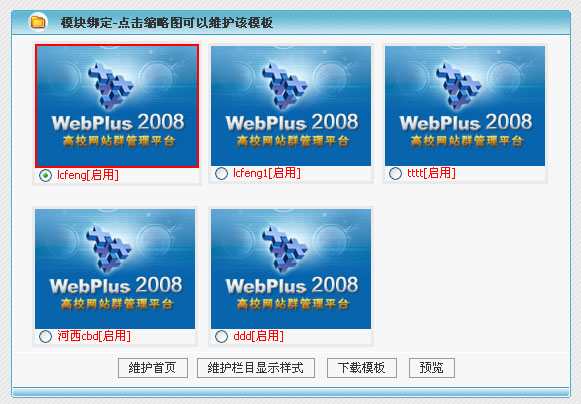 模块绑定-点击缩略图可以维护该模板
WebPlus 2008
高校网站群管理平台
lcfeng[启用]
WebPlus 2008
高校网站群管理平台
lcfeng1[启用]
WebPlus 2008
高校网站群管理平台
tttt[启用]
WebPlus 2008
高校网站群管理平台
河西cbd[启用]
WebPlus 2008
高校网站群管理平台
ddd[启用]
维护首页 维护栏目显示样式 下载模板 预览